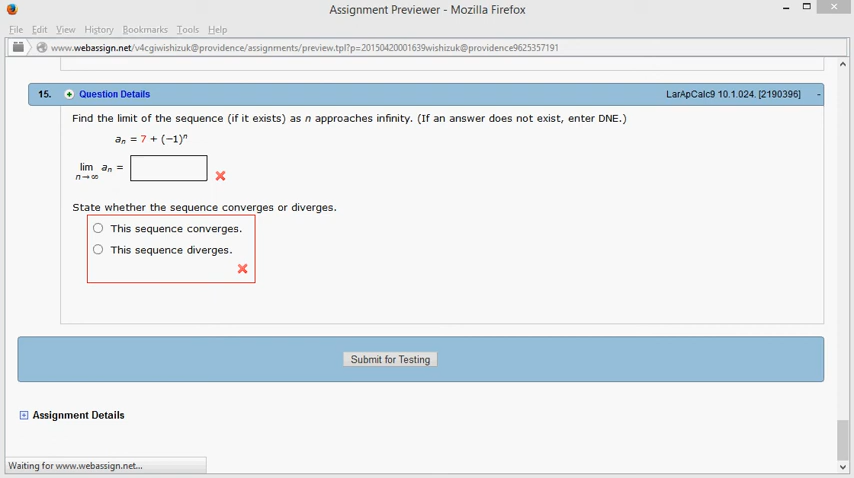 Assignment Previewer - Mozilla Firefox
File Edit View History Bookmarks Tools Help
www.webassign.net/v4cgiwishizuk@providence/assignments/preview.tpl?p=20150420001639wishizuk@providence9625357191
15. Question Details LarApCalc9 10.1.024. [2190396] -
Find the limit of the sequence (if it exists) as n approaches infinity. (If an answer does not exist, enter DNE.)
aₙ = 7 + (−1)ⁿ
lim aₙ =
n→∞
State whether the sequence converges or diverges.
This sequence converges.
This sequence diverges.
Submit for Testing
Assignment Details
Waiting for www.webassign.net...